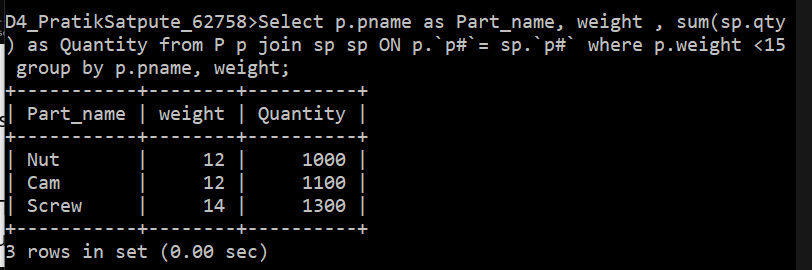 D4_PratikSatpute_62758>Select p.pname as Part_name, weight , sum(sp.qty
) as Quantity from P p join sp sp ON p.`p#`= sp.`p#` where p.weight <15
 group by p.pname, weight;
+-----------+--------+----------+
| Part_name | weight | Quantity |
+-----------+--------+----------+
| Nut       |     12 |     1000 |
| Cam       |     12 |     1100 |
| Screw     |     14 |     1300 |
+-----------+--------+----------+
3 rows in set (0.00 sec)